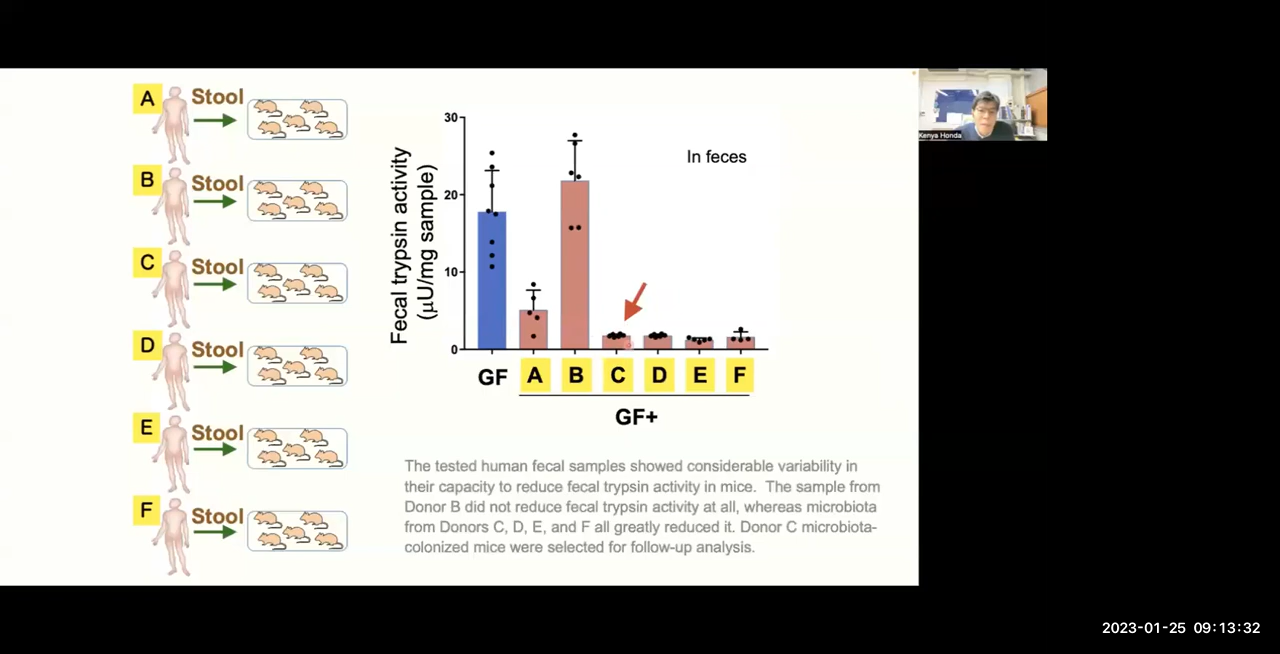 A
Stool
B
Stool
C
Stool
D
Stool
E
Stool
F
Stool
Fecal trypsin activity
(μU/mg sample)
30
20
10
0
In feces
GF
A
B
C
D
E
F
GF+
The tested human fecal samples showed considerable variability in
their capacity to reduce fecal trypsin activity in mice. The sample from
Donor B did not reduce fecal trypsin activity at all, whereas microbiota
from Donors C, D, E, and F all greatly reduced it. Donor C microbiota-
colonized mice were selected for follow-up analysis.
Kenya Honda
2023-01-25 09:13:32